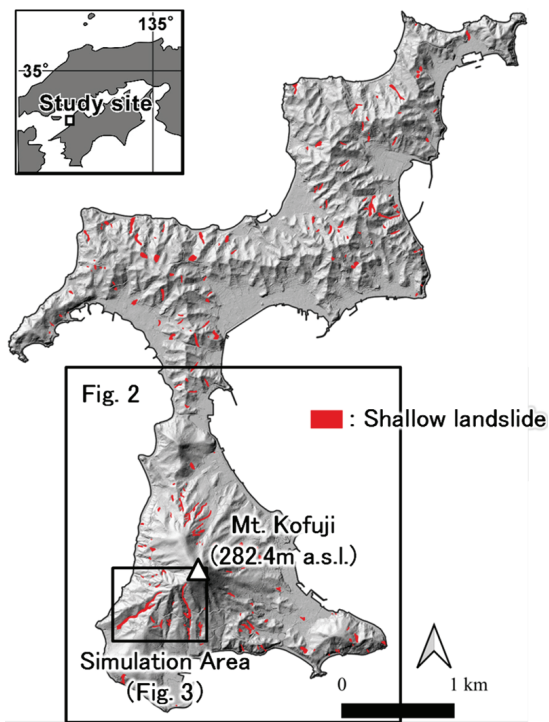 135°
35°
Study site
Fig. 2
: Shallow landslide
Mt. Kofuji
(282.4m a.s.l.)
Simulation Area
(Fig. 3)
0
1 km